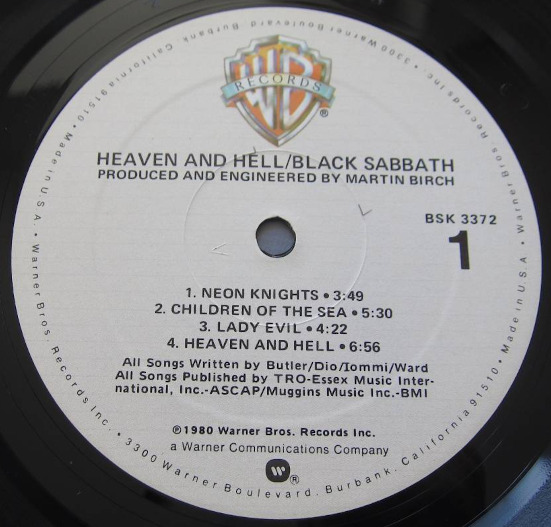 RECORDS
®
HEAVEN AND HELL/BLACK SABBATH
PRODUCED AND ENGINEERED BY MARTIN BIRCH
BSK 3372
1
1. NEON KNIGHTS • 3:49
2. CHILDREN OF THE SEA • 5:30
3. LADY EVIL • 4:22
4. HEAVEN AND HELL • 6:56
All Songs Written by Butler/Dio/Iommi/Ward
All Songs Published by TRO-Essex Music Inter-
national, Inc.-ASCAP/Muggins Music Inc.-BMI
℗1980 Warner Bros. Records Inc.
a Warner Communications Company
®
Made in U.S.A. • Warner Bros. Records Inc. • 3300 Warner Boulevard, Burbank, California 91510 • Made in U.S.A. • Warner Bros. Records Inc. • 3300 Warner Boulevard, Burbank, California 91510 •